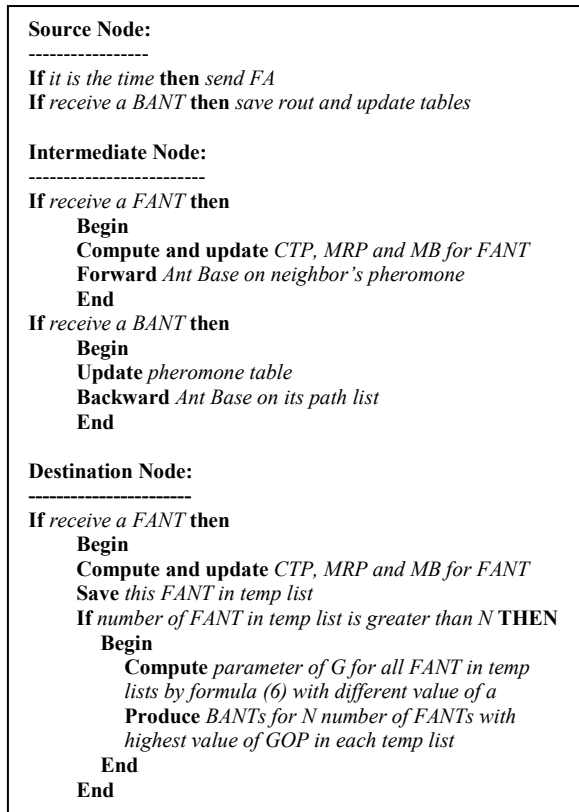 Source Node:
-----------------
If it is the time then send FA
If receive a BANT then save rout and update tables
Intermediate Node:
-------------------------
If receive a FANT then
Begin
Compute and update CTP, MRP and MB for FANT
Forward Ant Base on neighbor's pheromone
End
If receive a BANT then
Begin
Update pheromone table
Backward Ant Base on its path list
End
Destination Node:
-----------------------
If receive a FANT then
Begin
Compute and update CTP, MRP and MB for FANT
Save this FANT in temp list
If number of FANT in temp list is greater than N THEN
Begin
Compute parameter of G for all FANT in temp
lists by formula (6) with different value of a
Produce BANTs for N number of FANTs with
highest value of GOP in each temp list
End
End